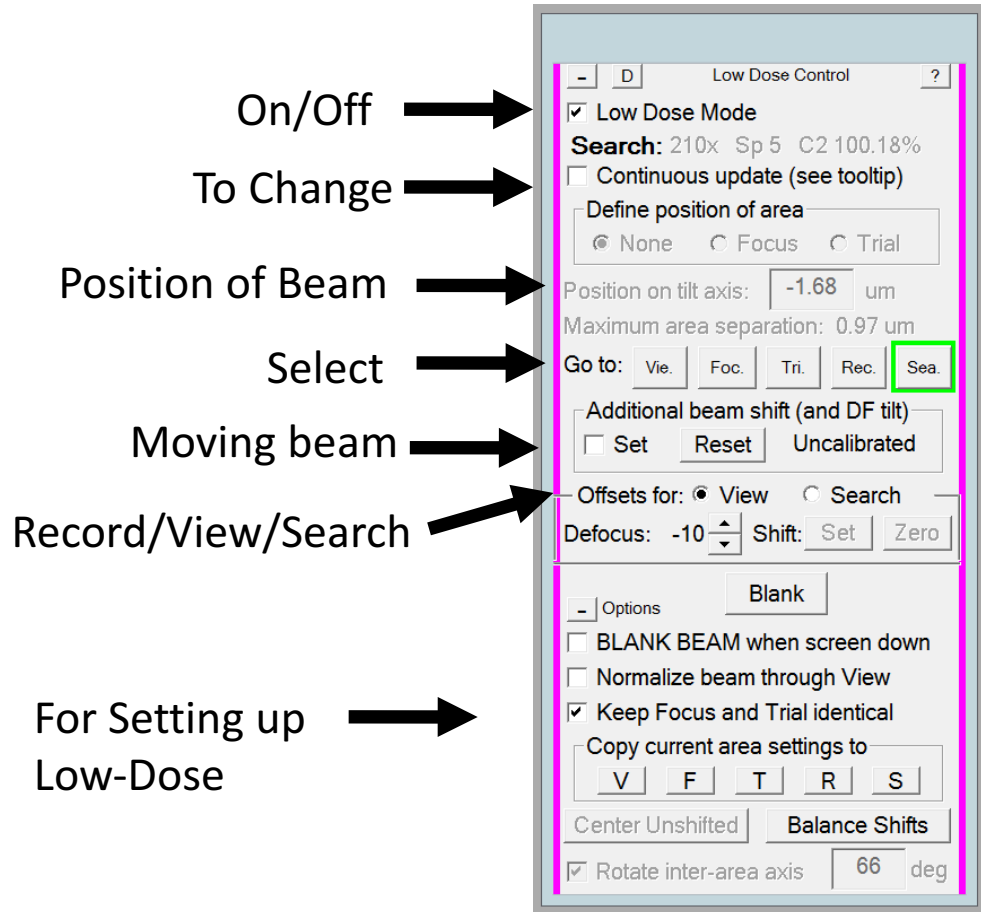 - D Low Dose Control ?
On/Off
Low Dose Mode
Search: 210x Sp 5 C2 100.18%
To Change
Continuous update (see tooltip)
Define position of area
None Focus Trial
Position of Beam
Position on tilt axis: -1.68 um
Maximum area separation: 0.97 um
Select
Go to: Vie. Foc. Tri. Rec. Sea.
Additional beam shift (and DF tilt)
Moving beam
Set Reset Uncalibrated
Record/View/Search
Offsets for: View Search
Defocus: -10 Shift: Set Zero
Blank
- Options
BLANK BEAM when screen down
Normalize beam through View
For Setting up
Low-Dose
Keep Focus and Trial identical
Copy current area settings to
V F T R S
Center Unshifted Balance Shifts
Rotate inter-area axis 66 deg